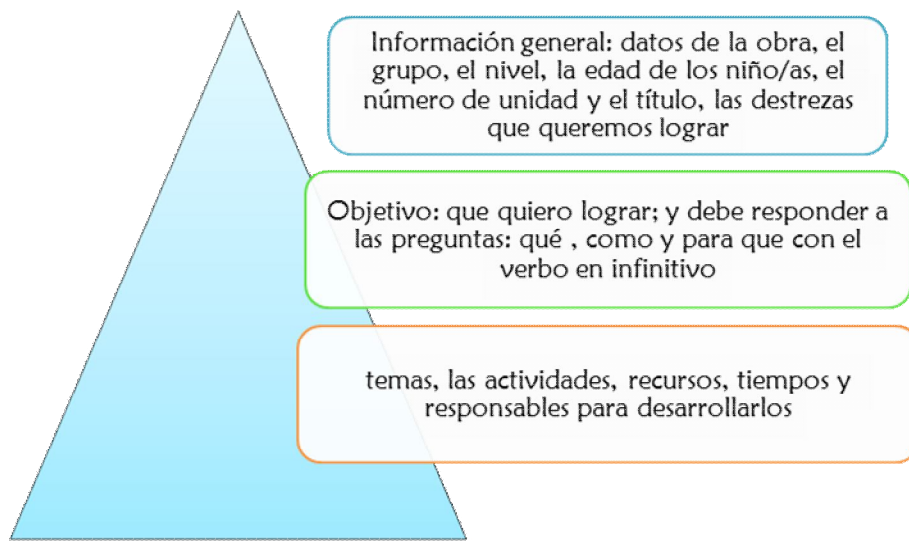 Información general: datos de la obra, el
grupo, el nivel, la edad de los niño/as, el
número de unidad y el título, las destrezas
que queremos lograr
Objetivo: que quiero lograr; y debe responder a
las preguntas: qué , como y para que con el
verbo en infinitivo
temas, las actividades, recursos, tiempos y
responsables para desarrollarlos